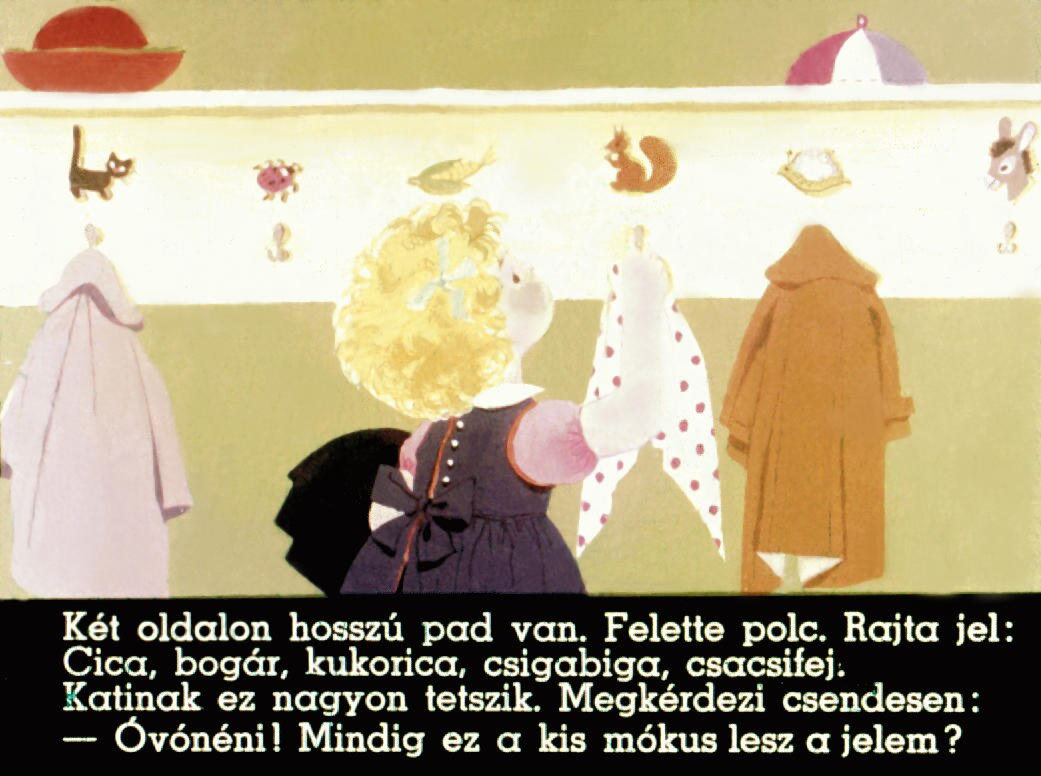 Két oldalon hosszú pad van. Felette polc. Rajta jel:
Cica, bogár, kukorica, csigabiga, csacsifej.
Katinak ez nagyon tetszik. Megkérdezi csendesen:
— Óvónéni! Mindig ez a kis mókus lesz a jelem?